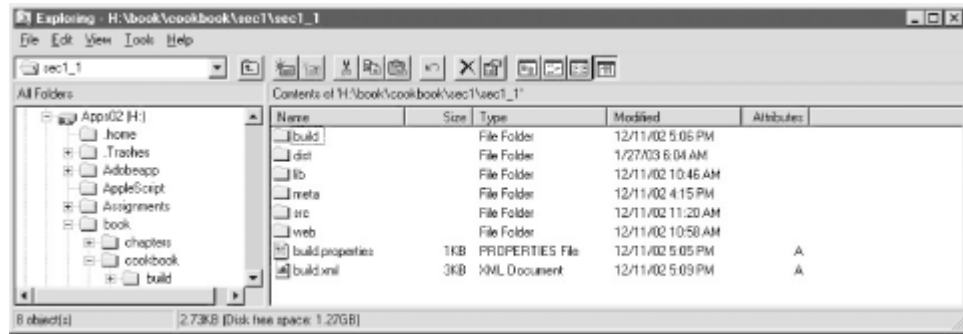 Exploring - H:\book\cookbook\sec1\sec1_1
File Edit View Tools Help
sec1_1
All Folders
Contents of 'H:\book\cookbook\sec1\sec1_1'
Apps02 (H:)
.home
.Trashes
Adobeapp
AppleScript
Assignments
book
chapters
cookbook
build
Name Size Type Modified Attributes
build File Folder 12/11/02 5:06 PM
dist File Folder 1/27/03 6:04 AM
lib File Folder 12/11/02 10:46 AM
meta File Folder 12/11/02 4:15 PM
src File Folder 12/11/02 11:20 AM
web File Folder 12/11/02 10:58 AM
build.properties 1KB PROPERTIES File 12/11/02 5:05 PM A
build.xml 3KB XML Document 12/11/02 5:09 PM A
8 object(s)
2.73KB (Disk free space: 1.27GB)